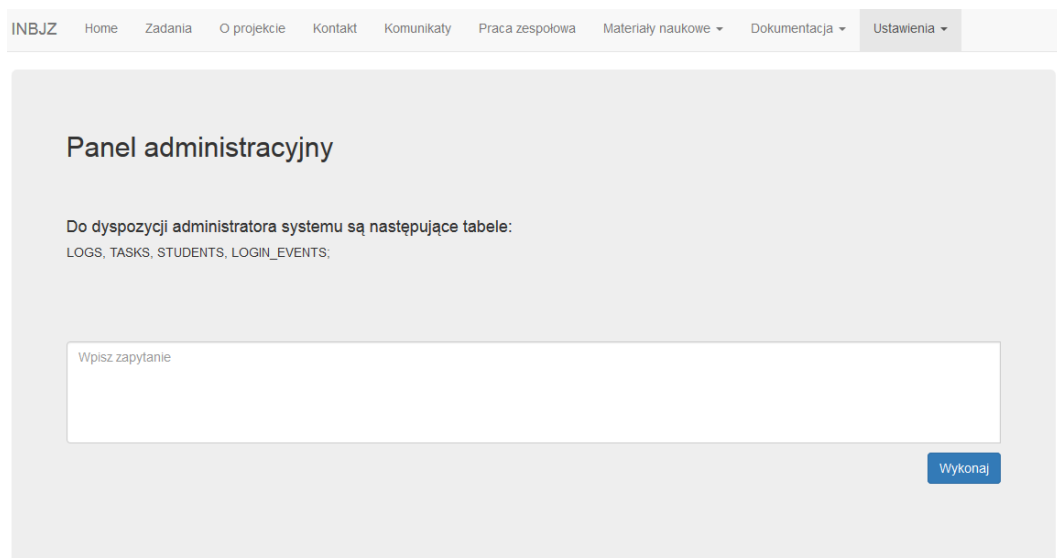 INBJZ Home Zadania O projekcie Kontakt Komunikaty Praca zespołowa Materiały naukowe Dokumentacja Ustawienia
Panel administracyjny
Do dyspozycji administratora systemu są następujące tabele:
LOGS, TASKS, STUDENTS, LOGIN_EVENTS;
Wpisz zapytanie
Wykonaj